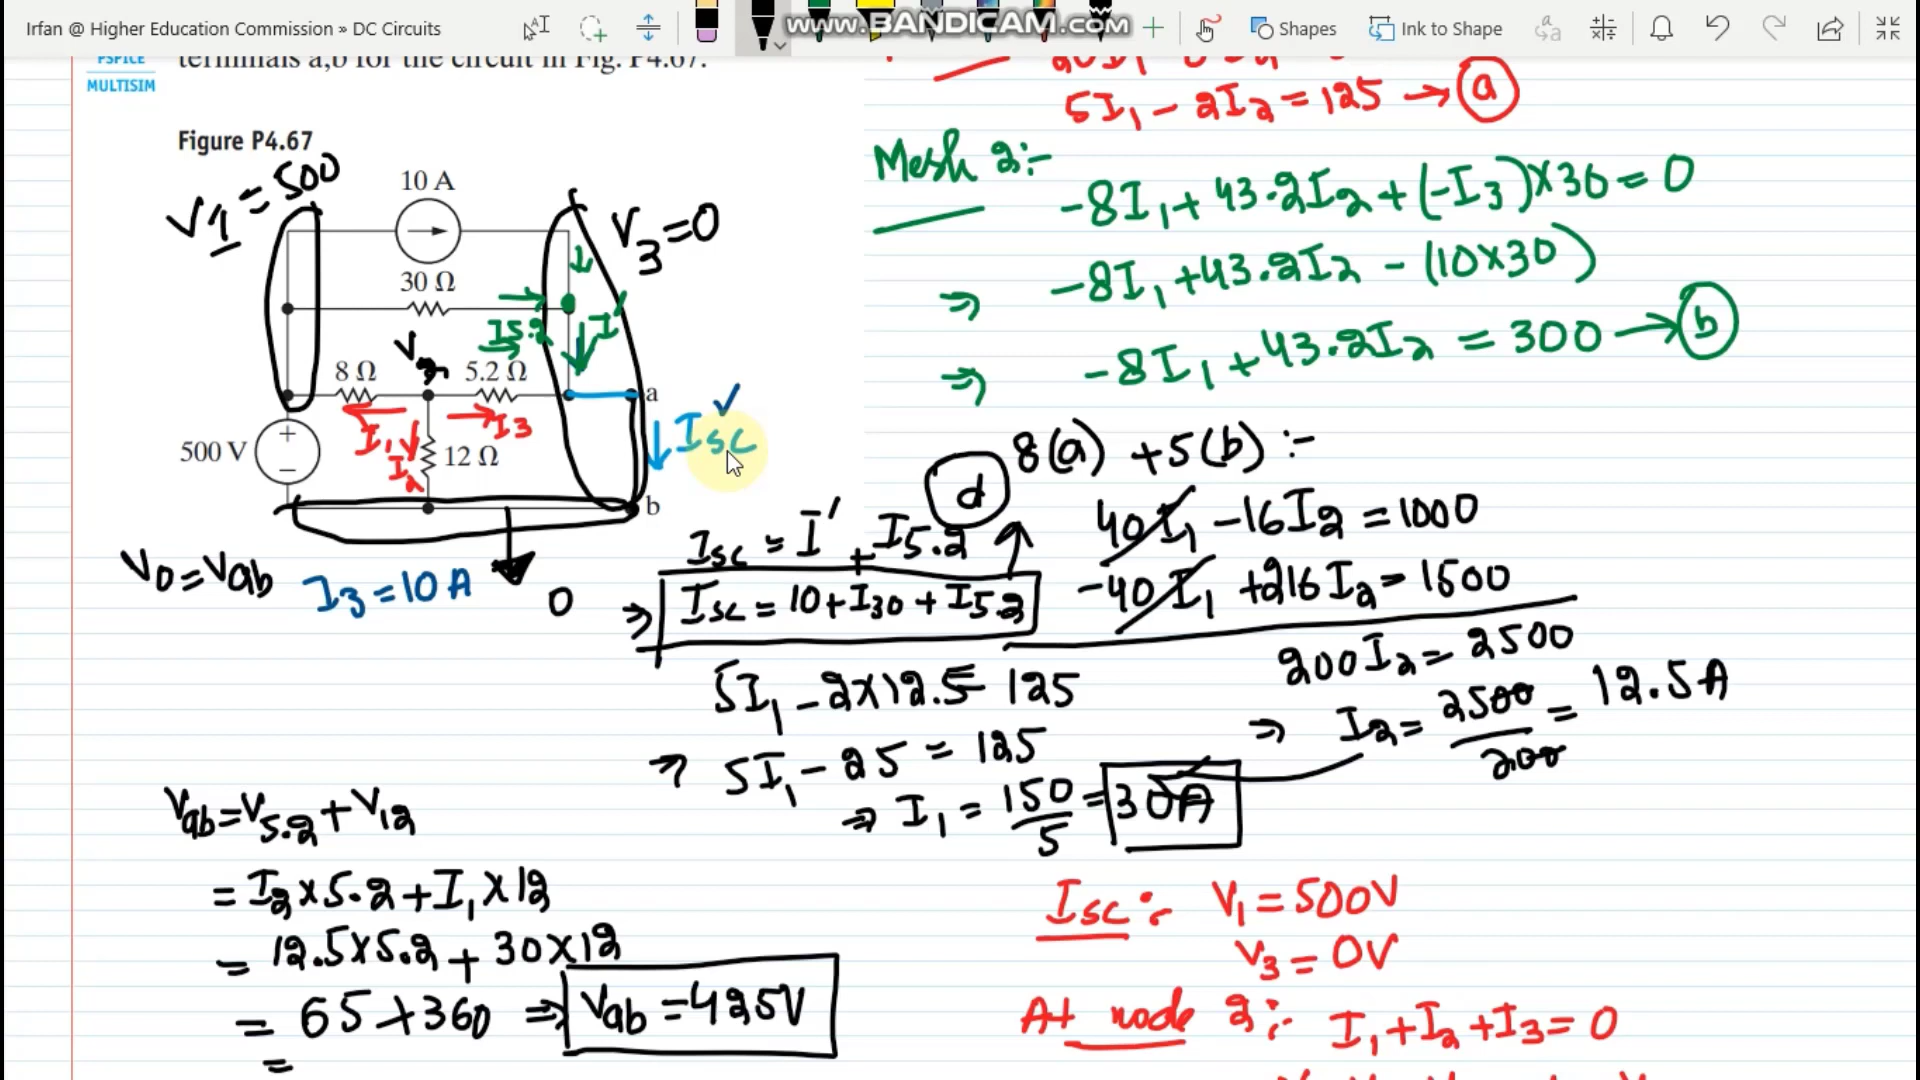 Irfan @ Higher Education Commission » DC Circuits
www.BANDICAM.com
Shapes
Ink to Shape
PSPICE
MULTISIM
terminals a,b for the circuit in Fig. P4.67.
Figure P4.67
V1 = 500
10 A
V3 = 0
30 Ω
I5.2
I'
V2
8 Ω
5.2 Ω
a
I1
I3
Isc
500 V
+
−
I2
12 Ω
b
V0 = Vab
I3 = 10 A
0
Isc = I' + I5.2
d
⇒ Isc = 10 + I30 + I5.2
5I1 − 2×12.5 = 125
⇒ 5I1 − 25 = 125
⇒ I1 = 150/5 = 30A
Vab = V5.2 + V12
= I2 × 5.2 + I1 × 12
= 12.5×5.2 + 30×12
= 65 + 360 ⇒ Vab = 425V
=
5I1 − 2I2 = 125 → a
Mesh 2:-
-8I1 + 43.2I2 + (-I3)×30 = 0
⇒ -8I1 + 43.2I2 − (10×30)
⇒ -8I1 + 43.2I2 = 300 → b
8(a) + 5(b) :-
40I1 − 16I2 = 1000
-40I1 + 216I2 = 1500
200I2 = 2500
⇒ I2 = 2500/200 = 12.5A
Isc :- V1 = 500V
V3 = 0V
At node 2:- I1 + I2 + I3 = 0